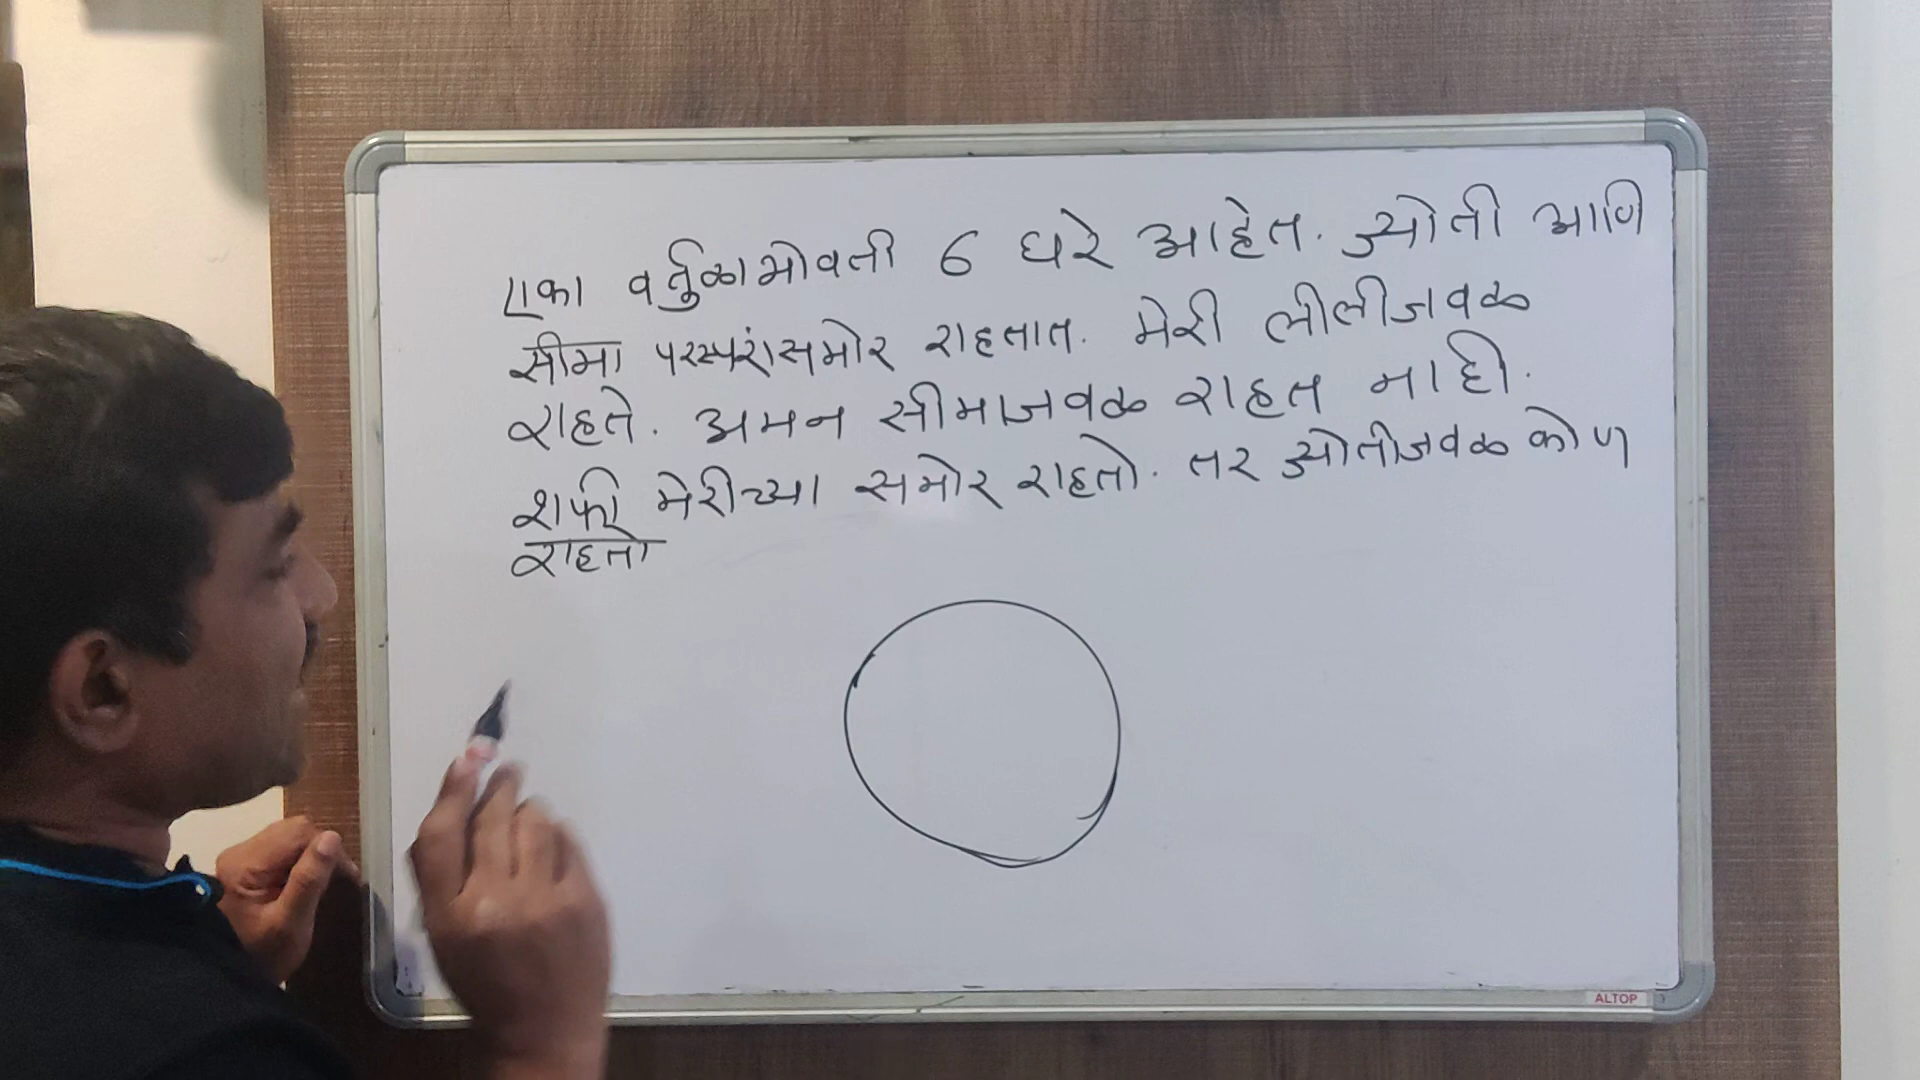 एका वर्तुळाभोवती 6 घरे आहेत. ज्योती आणि
सीमा परस्परांसमोर राहतात. मेरी लीलीजवळ
राहते. अमन सीमाजवळ राहत नाही.
शफी मेरीच्या समोर राहतो. तर ज्योतीजवळ कोण
राहतो
ALTOP